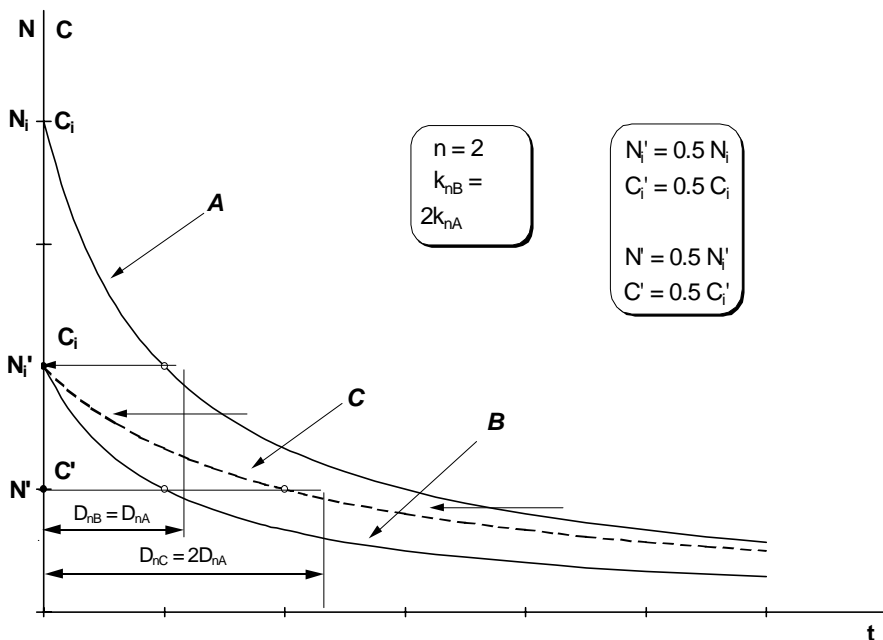 N C
Nᵢ Cᵢ
A
n = 2
kₙB =
2kₙA
Nᵢ' = 0.5 Nᵢ
Cᵢ' = 0.5 Cᵢ
N' = 0.5 Nᵢ'
C' = 0.5 Cᵢ'
Cᵢ
Nᵢ'
C
B
C'
N'
DₙB = DₙA
DₙC = 2DₙA
t